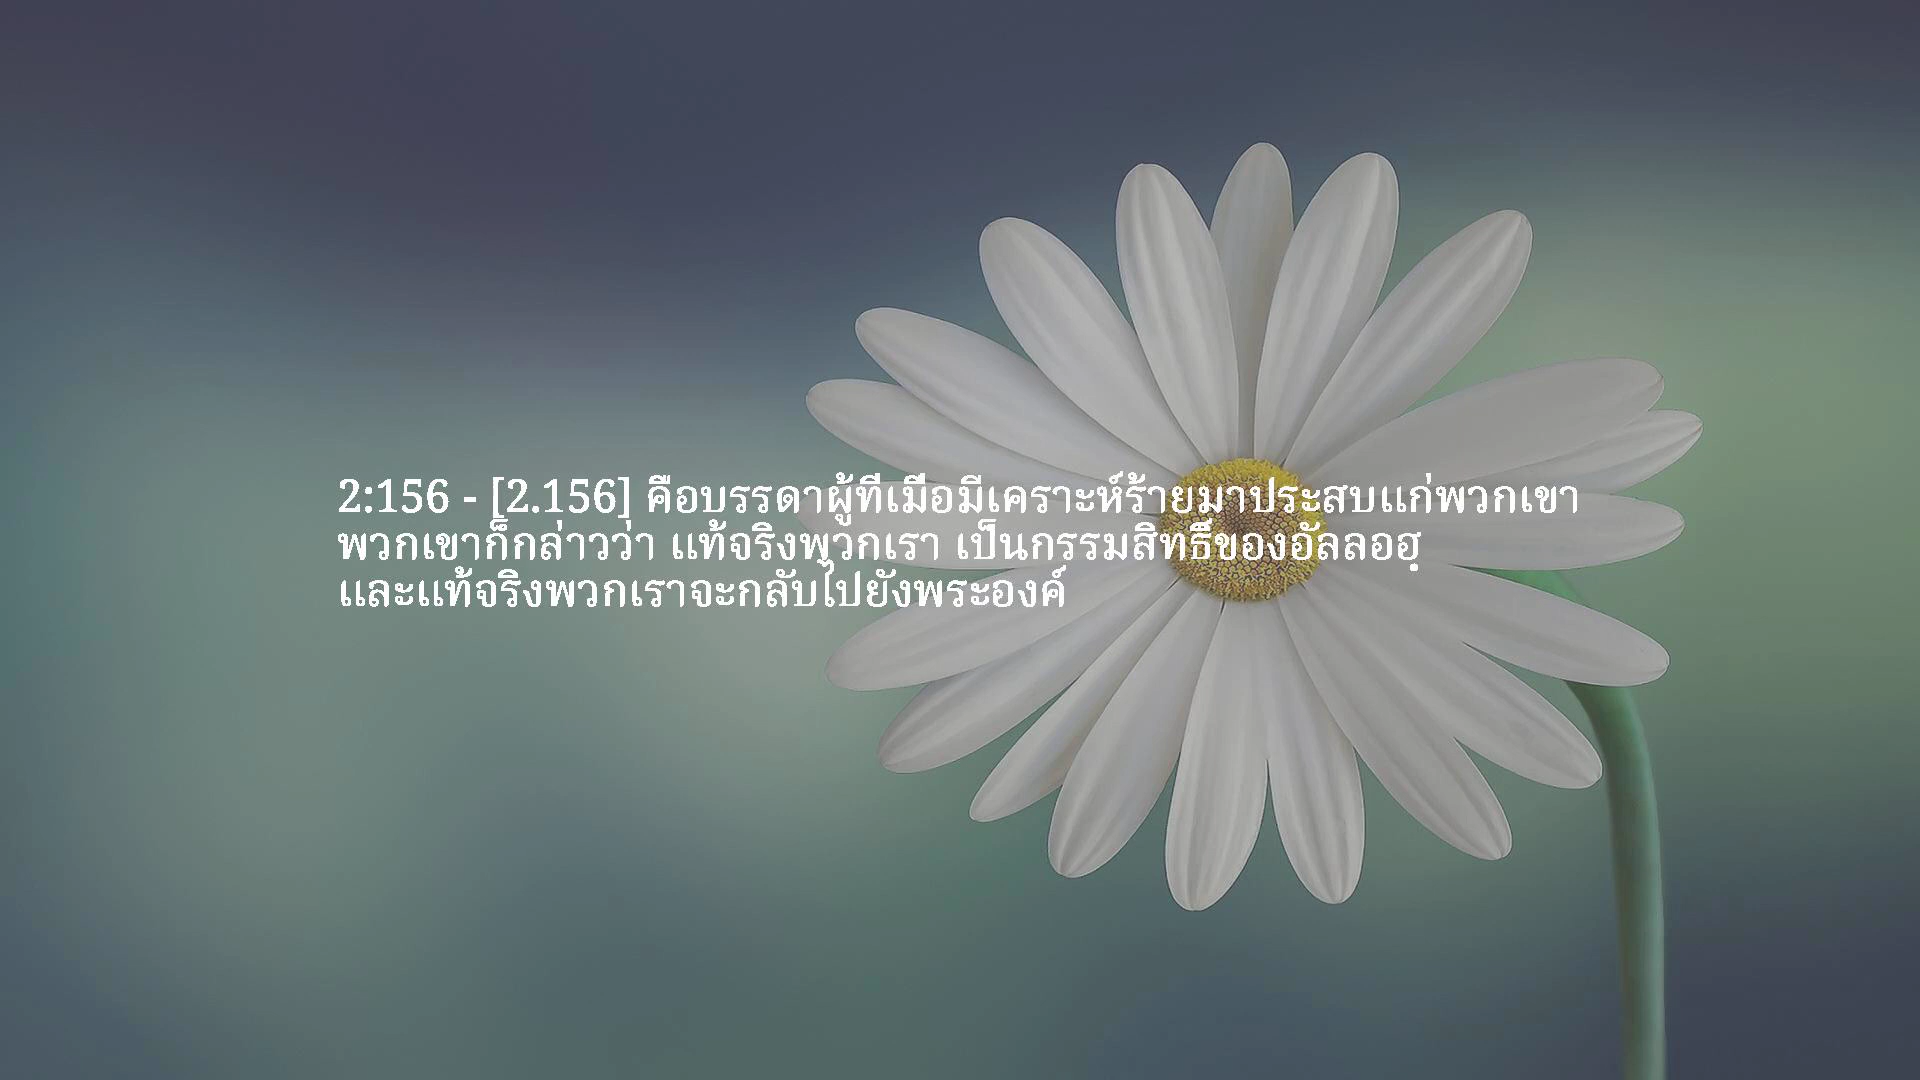 2:156 - [2.156] คือบรรดาผู้ที่เมื่อมีเคราะห์ร้ายมาประสบแก่พวกเขา
พวกเขาก็กล่าวว่า แท้จริงพวกเรา เป็นกรรมสิทธิ์ของอัลลอฮฺ
และแท้จริงพวกเราจะกลับไปยังพระองค์